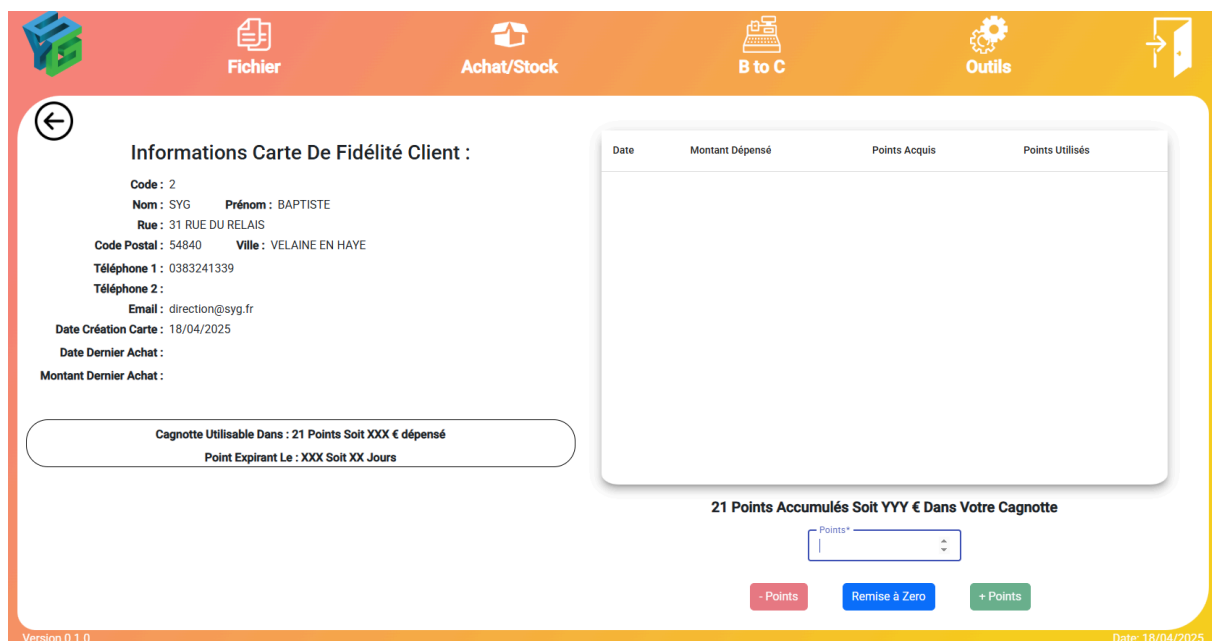 Fichier
Achat/Stock
B to C
Outils
Informations Carte De Fidélité Client :
Code : 2
Nom : SYG Prénom : BAPTISTE
Rue : 31 RUE DU RELAIS
Code Postal : 54840 Ville : VELAINE EN HAYE
Téléphone 1 : 0383241339
Téléphone 2 :
Email : direction@syg.fr
Date Création Carte : 18/04/2025
Date Dernier Achat :
Montant Dernier Achat :
Cagnotte Utilisable Dans : 21 Points Soit XXX € dépensé
Point Expirant Le : XXX Soit XX Jours
Date Montant Dépensé Points Acquis Points Utilisés
21 Points Accumulés Soit YYY € Dans Votre Cagnotte
Points*
- Points
Remise à Zero
+ Points
Version 0.1.0
Date: 18/04/2025